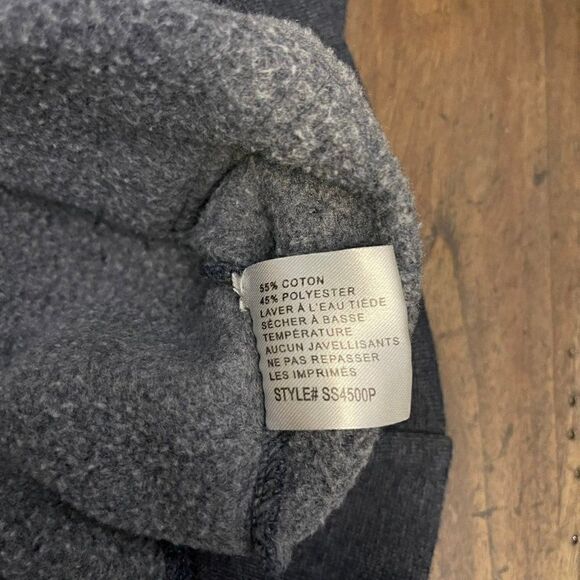 55% COTON
45% POLYESTER
LAVER À L'EAU TIÈDE
SÉCHER À BASSE
TEMPÉRATURE
AUCUN JAVELLISANTS
NE PAS REPASSER
LES IMPRIMÉS
STYLE# SS4500P